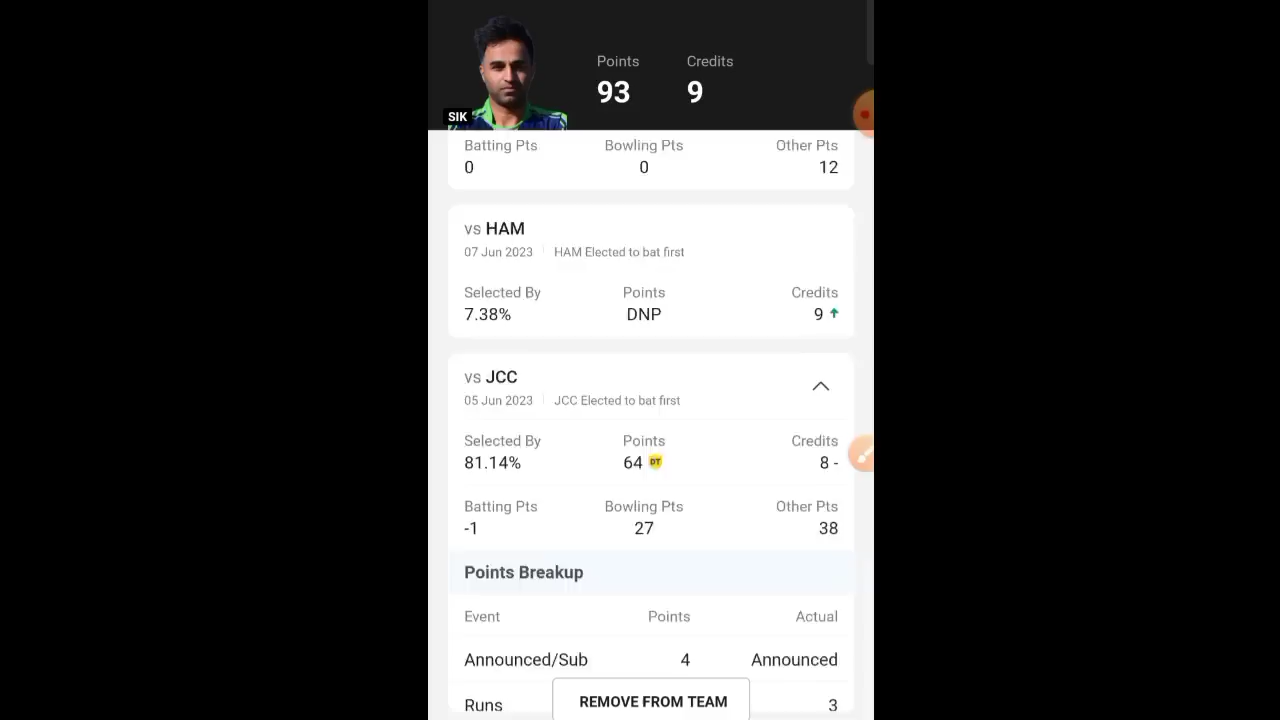 Points Credits
93 9
SIK
Batting Pts Bowling Pts Other Pts
0 0 12
vs HAM
07 Jun 2023 HAM Elected to bat first
Selected By Points Credits
7.38% DNP 9
vs JCC
05 Jun 2023 JCC Elected to bat first
Selected By Points Credits
81.14% 64 DT 8 -
Batting Pts Bowling Pts Other Pts
-1 27 38
Points Breakup
Event Points Actual
Announced/Sub 4 Announced
Runs 3
REMOVE FROM TEAM